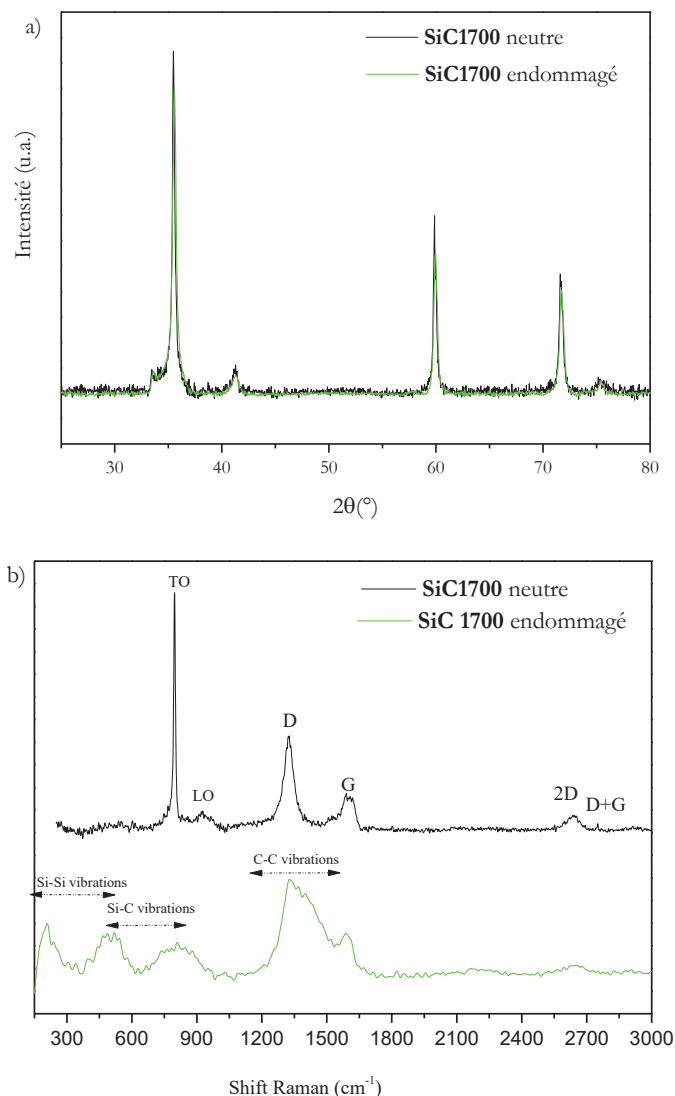 a)
SiC1700 neutre
SiC1700 endommagé
Intensité (u.a.)
30 40 50 60 70 80
2θ(°)
b)
TO
SiC1700 neutre
SiC 1700 endommagé
D
LO
G
2D
D+G
C-C vibrations
Si-Si vibrations
Si-C vibrations
300 600 900 1200 1500 1800 2100 2400 2700 3000
Shift Raman (cm⁻¹)